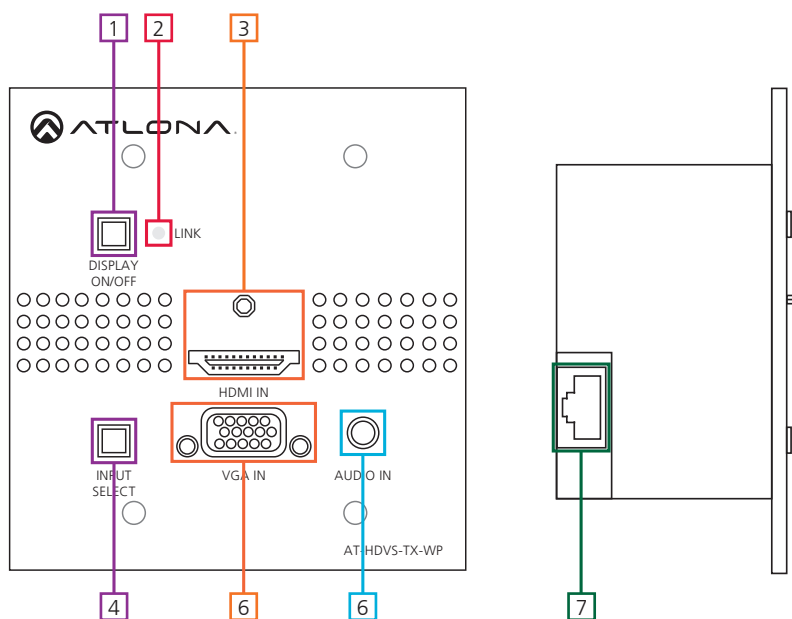 1 2 3
ATLONA
LINK
DISPLAY
ON/OFF
HDMI IN
INPUT
SELECT
VGA IN
AUDIO IN
AT-HDVS-TX-WP
4 6 6 7